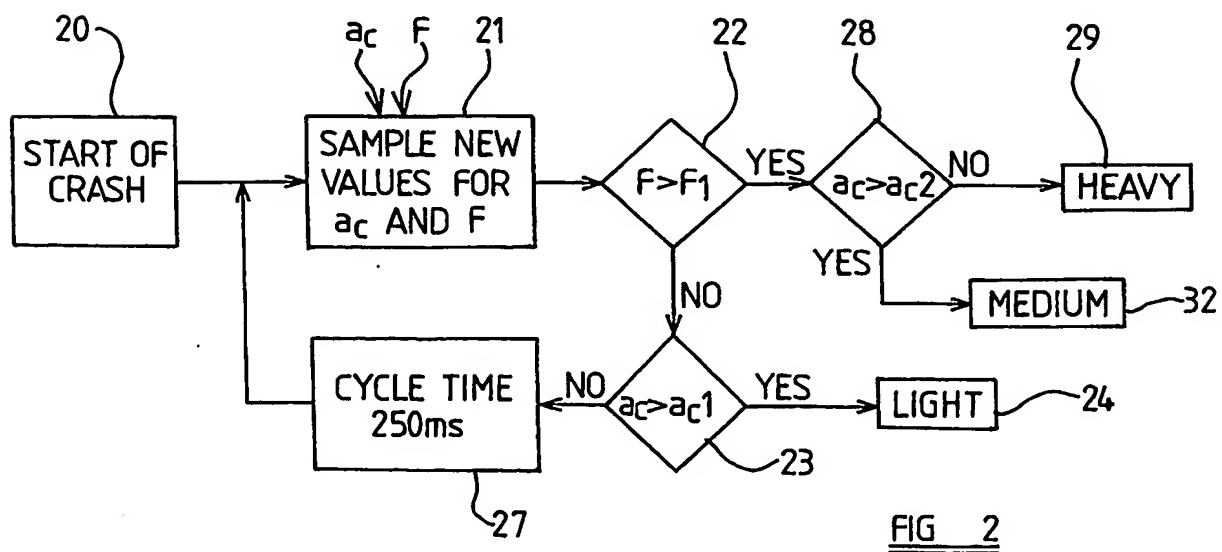 20
ac F
21
22
28
29
START OF
CRASH
SAMPLE NEW
VALUES FOR
ac AND F
F>F1
YES
ac>ac2
NO
HEAVY
YES
MEDIUM
32
NO
CYCLE TIME
250ms
NO
ac>ac1
YES
LIGHT
24
23
27
FIG 2